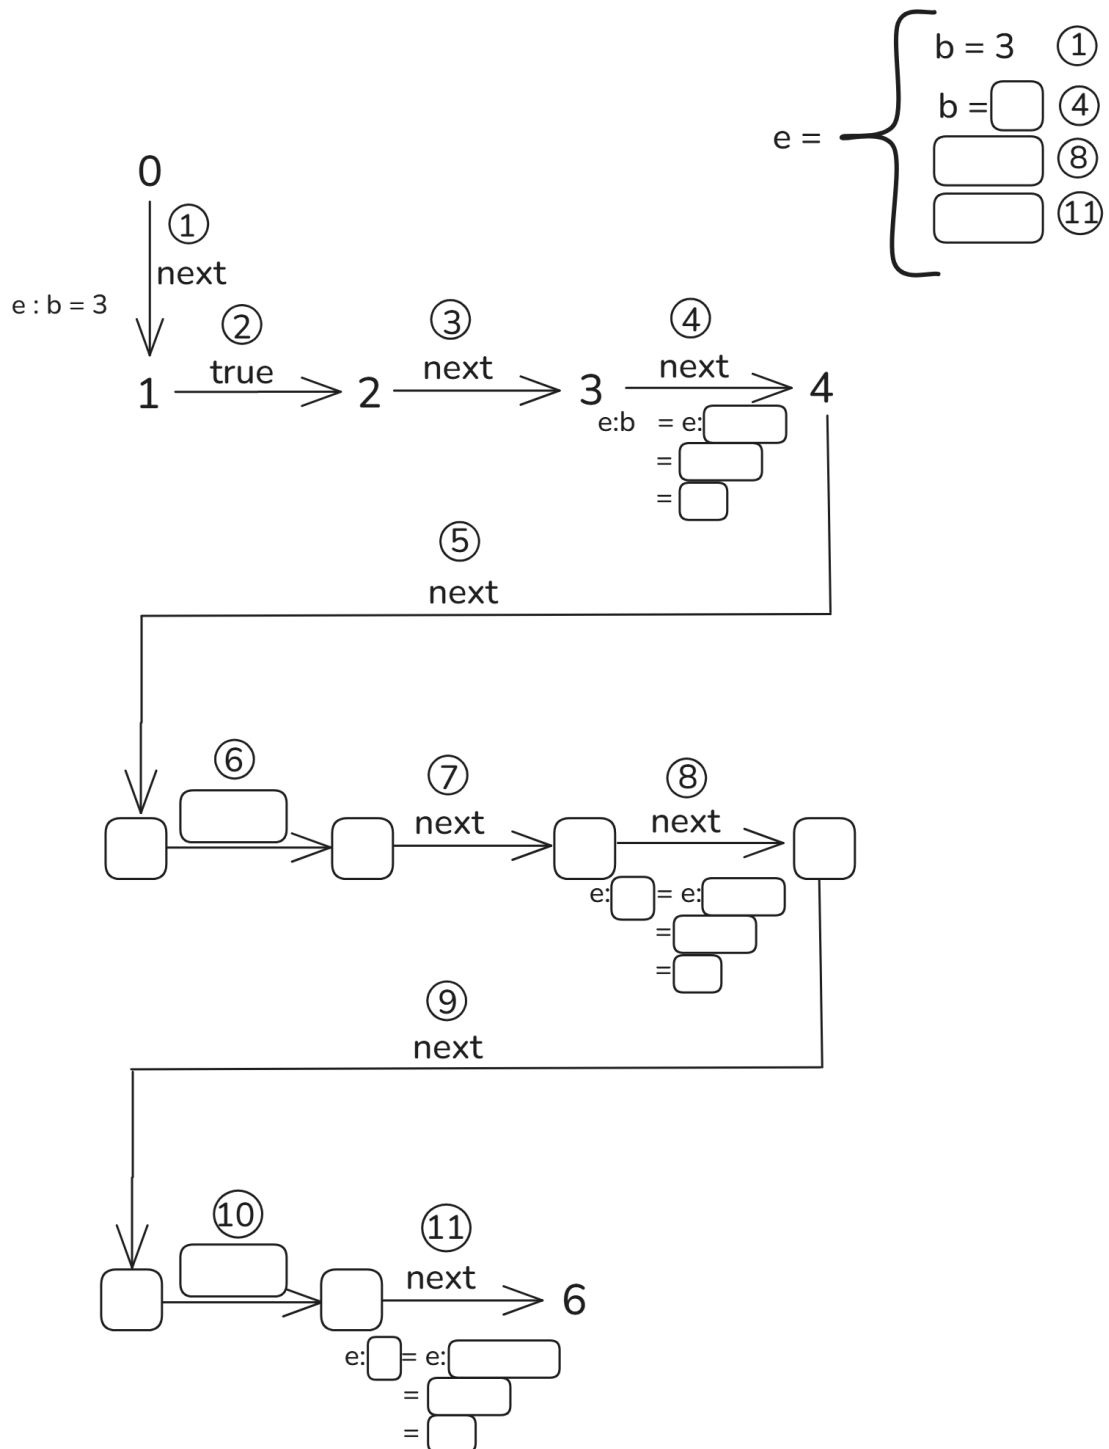 b = 3 ①
b = ④
e =
⑧
⑪
0
①
next
e : b = 3
② ③ ④
true next next
1 2 3 4
e:b = e:
=
=
⑤
next
⑥ ⑦ ⑧
next next
e: = e:
=
=
⑨
next
⑩ ⑪
next
6
e: = e:
=
=